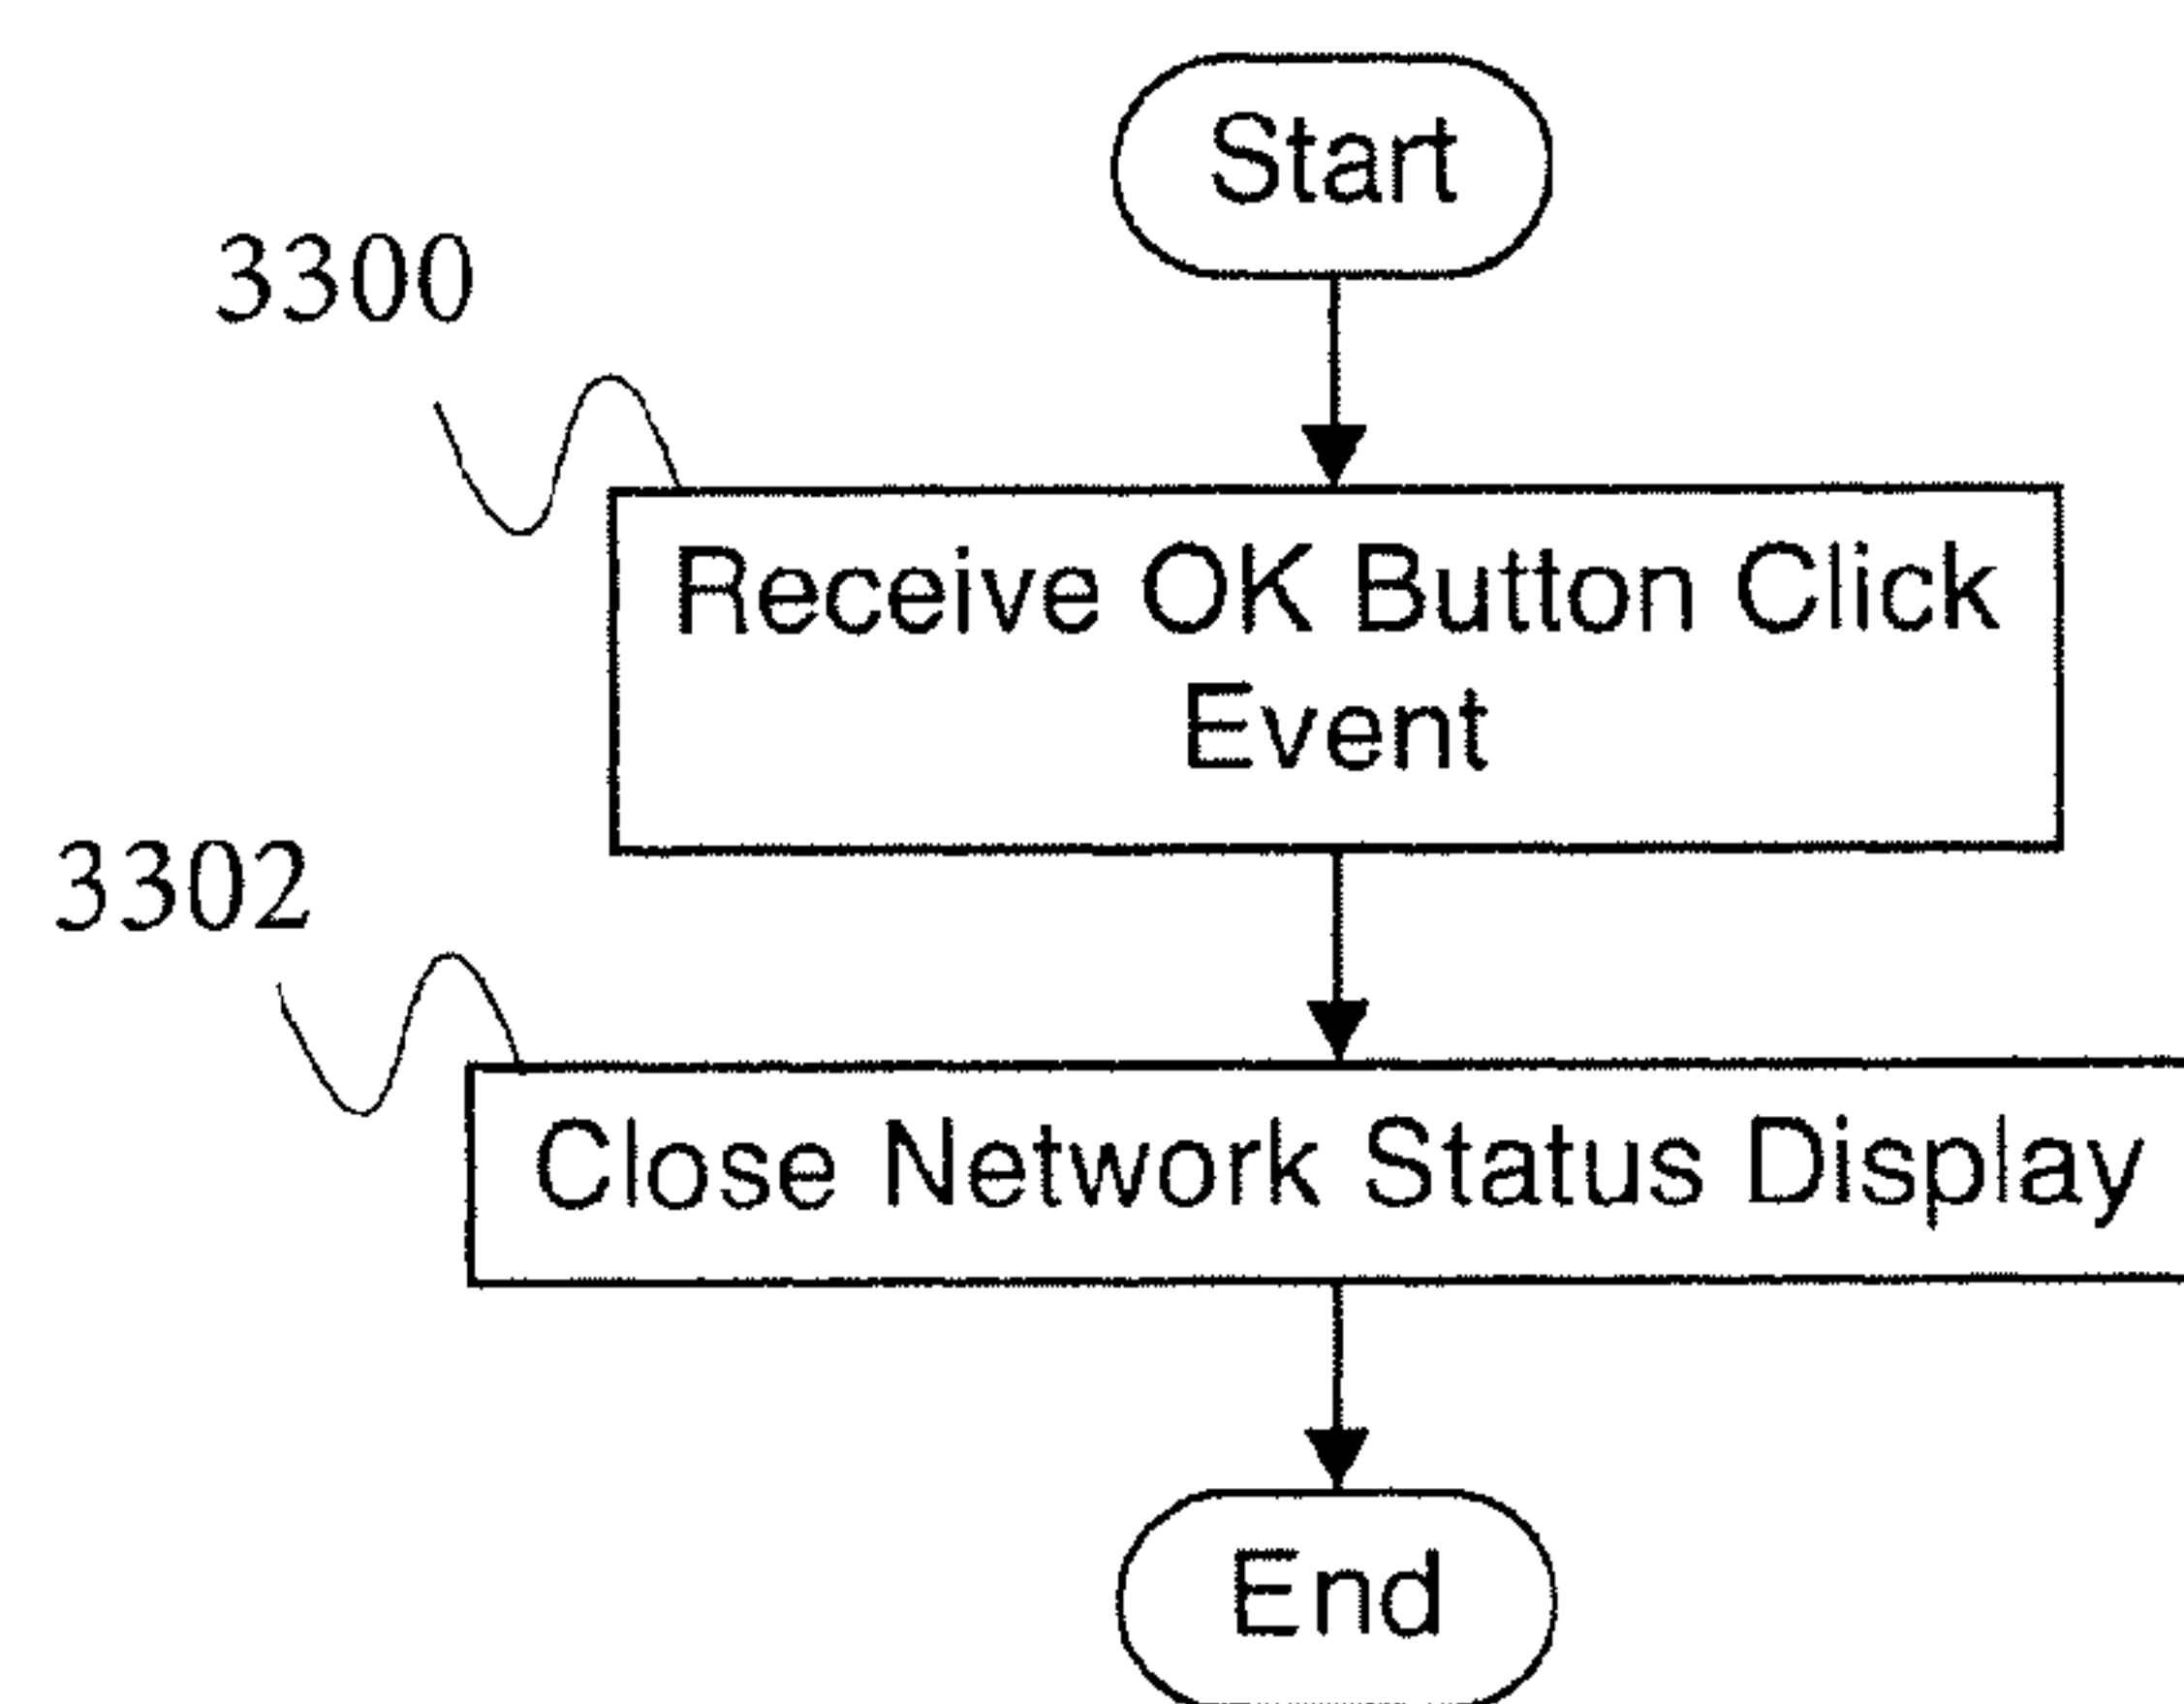 Start
3300
Receive OK Button Click
Event
3302
Close Network Status Display
End